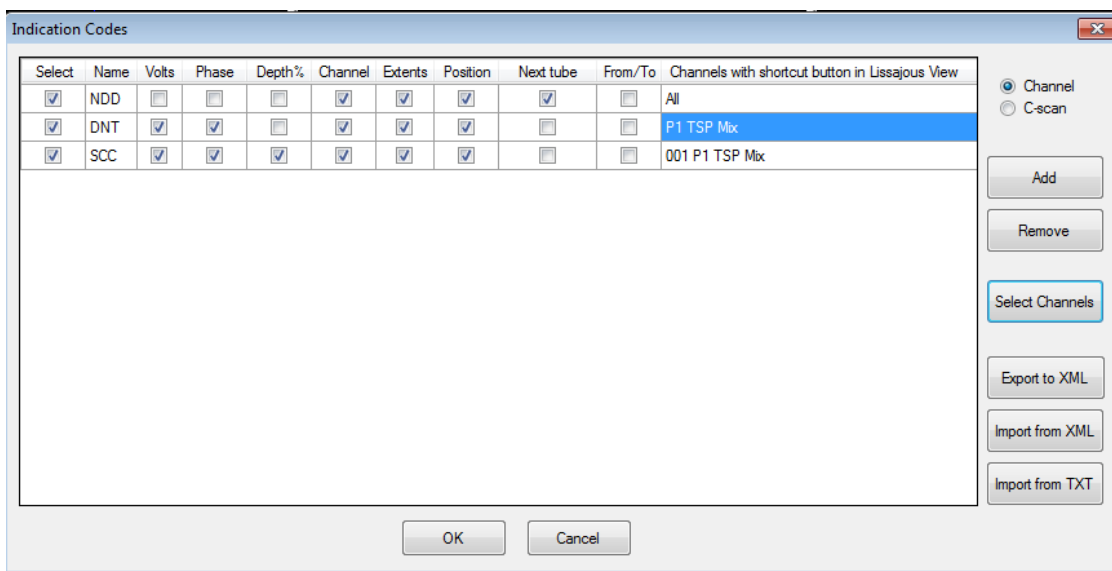 Indication Codes
Select Name Volts Phase Depth% Channel Extents Position Next tube From/To Channels with shortcut button in Lissajous View
NDD All
DNT P1 TSP Mix
SCC 001 P1 TSP Mix
Channel
C-scan
Add
Remove
Select Channels
Export to XML
Import from XML
Import from TXT
OK Cancel